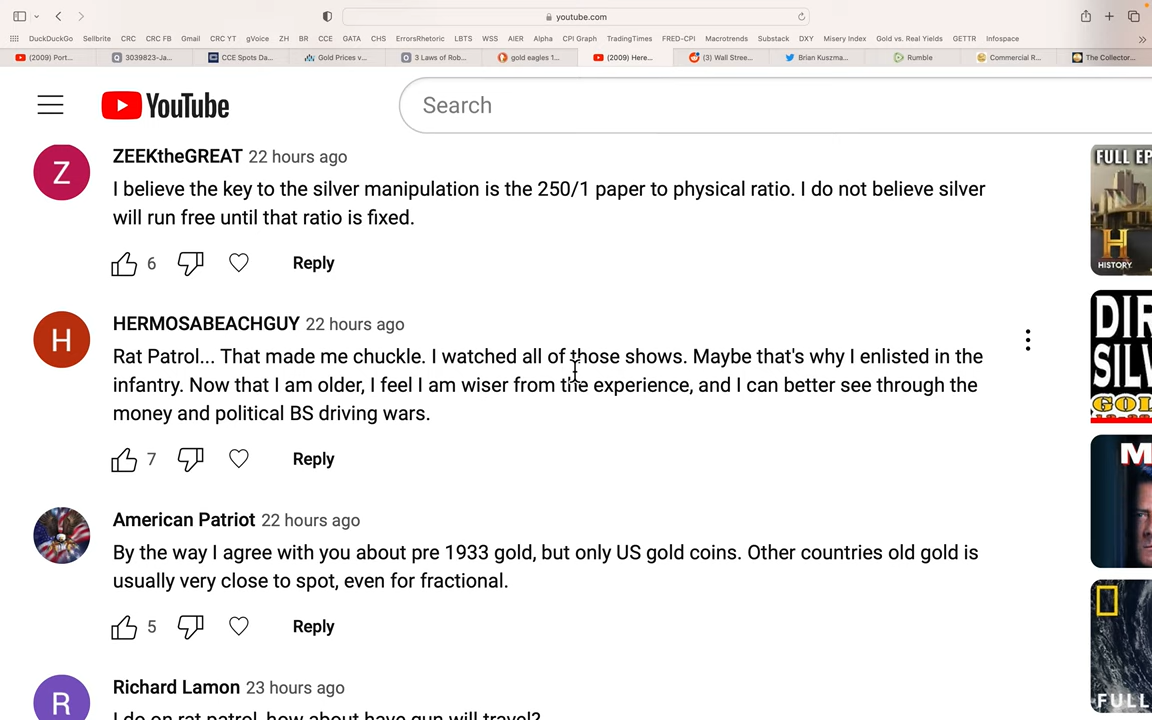 youtube.com
DuckDuckGo Sellbrite CRC CRC FB Gmail CRC YT gVoice ZH BR CCE GATA CHS ErrorsRhetoric LBTS WSS AIER Alpha CPI Graph TradingTimes FRED-CPI Macrotrends Substack DXY Misery Index Gold vs. Real Yields GETTR Infospace
(2009) Port... 3039823-Ja... CCE Spots Da... Gold Prices v... 3 Laws of Rob... gold eagles 1... (2009) Here... (3) Wall Stree... Brian Kuszma... Rumble Commercial R... The Collector...
YouTube
Search
ZEEKtheGREAT 22 hours ago
I believe the key to the silver manipulation is the 250/1 paper to physical ratio. I do not believe silver
will run free until that ratio is fixed.
6 Reply
HERMOSABEACHGUY 22 hours ago
Rat Patrol... That made me chuckle. I watched all of those shows. Maybe that's why I enlisted in the
infantry. Now that I am older, I feel I am wiser from the experience, and I can better see through the
money and political BS driving wars.
7 Reply
American Patriot 22 hours ago
By the way I agree with you about pre 1933 gold, but only US gold coins. Other countries old gold is
usually very close to spot, even for fractional.
5 Reply
Richard Lamon 23 hours ago
I do on rat patrol, how about have gun will travel?
Z
H
R
FULL EP
H
HISTORY
DIR
SIL
GOL
M
FULL